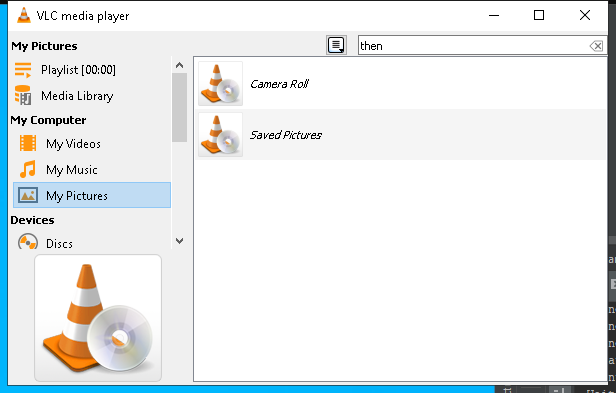 VLC media player
My Pictures
then
Playlist [00:00]
Media Library
My Computer
My Videos
My Music
My Pictures
Devices
Discs
Camera Roll
Saved Pictures